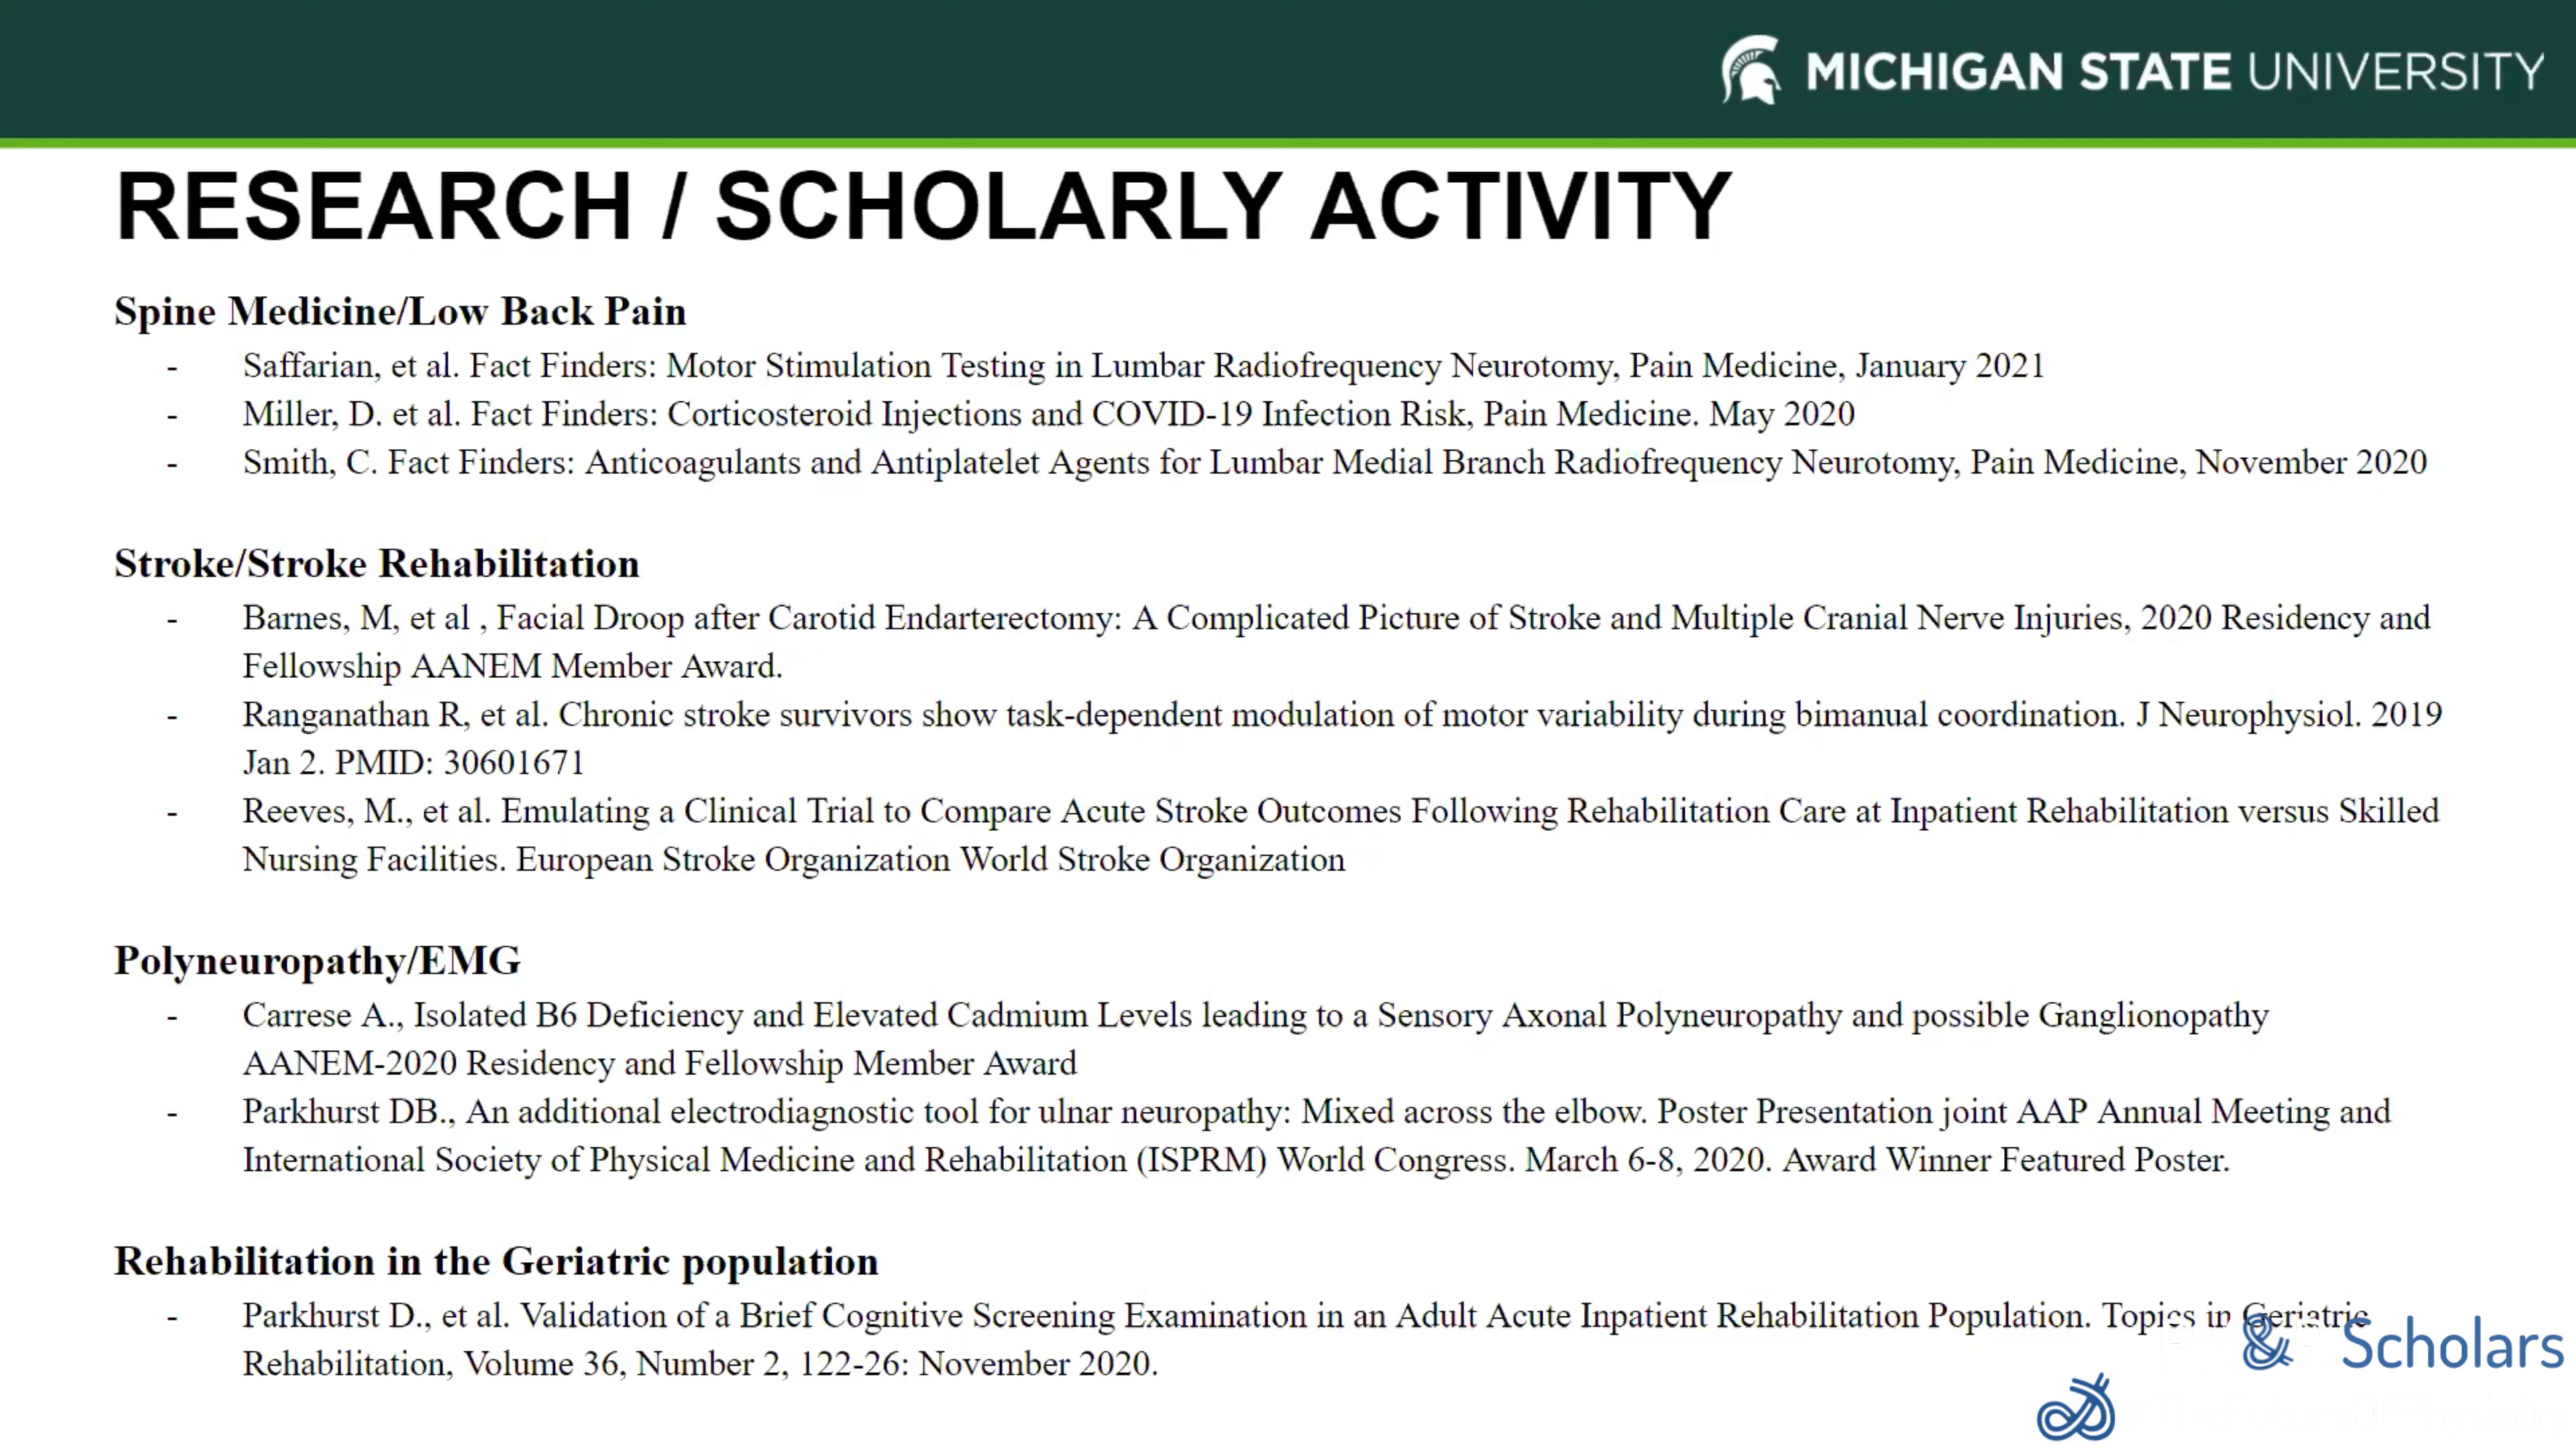 MICHIGAN STATE UNIVERSITY
RESEARCH / SCHOLARLY ACTIVITY
Spine Medicine/Low Back Pain
- Saffarian, et al. Fact Finders: Motor Stimulation Testing in Lumbar Radiofrequency Neurotomy, Pain Medicine, January 2021
- Miller, D. et al. Fact Finders: Corticosteroid Injections and COVID-19 Infection Risk, Pain Medicine. May 2020
- Smith, C. Fact Finders: Anticoagulants and Antiplatelet Agents for Lumbar Medial Branch Radiofrequency Neurotomy, Pain Medicine, November 2020
Stroke/Stroke Rehabilitation
- Barnes, M, et al , Facial Droop after Carotid Endarterectomy: A Complicated Picture of Stroke and Multiple Cranial Nerve Injuries, 2020 Residency and
Fellowship AANEM Member Award.
- Ranganathan R, et al. Chronic stroke survivors show task-dependent modulation of motor variability during bimanual coordination. J Neurophysiol. 2019
Jan 2. PMID: 30601671
- Reeves, M., et al. Emulating a Clinical Trial to Compare Acute Stroke Outcomes Following Rehabilitation Care at Inpatient Rehabilitation versus Skilled
Nursing Facilities. European Stroke Organization World Stroke Organization
Polyneuropathy/EMG
- Carrese A., Isolated B6 Deficiency and Elevated Cadmium Levels leading to a Sensory Axonal Polyneuropathy and possible Ganglionopathy
AANEM-2020 Residency and Fellowship Member Award
- Parkhurst DB., An additional electrodiagnostic tool for ulnar neuropathy: Mixed across the elbow. Poster Presentation joint AAP Annual Meeting and
International Society of Physical Medicine and Rehabilitation (ISPRM) World Congress. March 6-8, 2020. Award Winner Featured Poster.
Rehabilitation in the Geriatric population
- Parkhurst D., et al. Validation of a Brief Cognitive Screening Examination in an Adult Acute Inpatient Rehabilitation Population. Topics in Geriatric
Rehabilitation, Volume 36, Number 2, 122-26: November 2020.
& Scholars